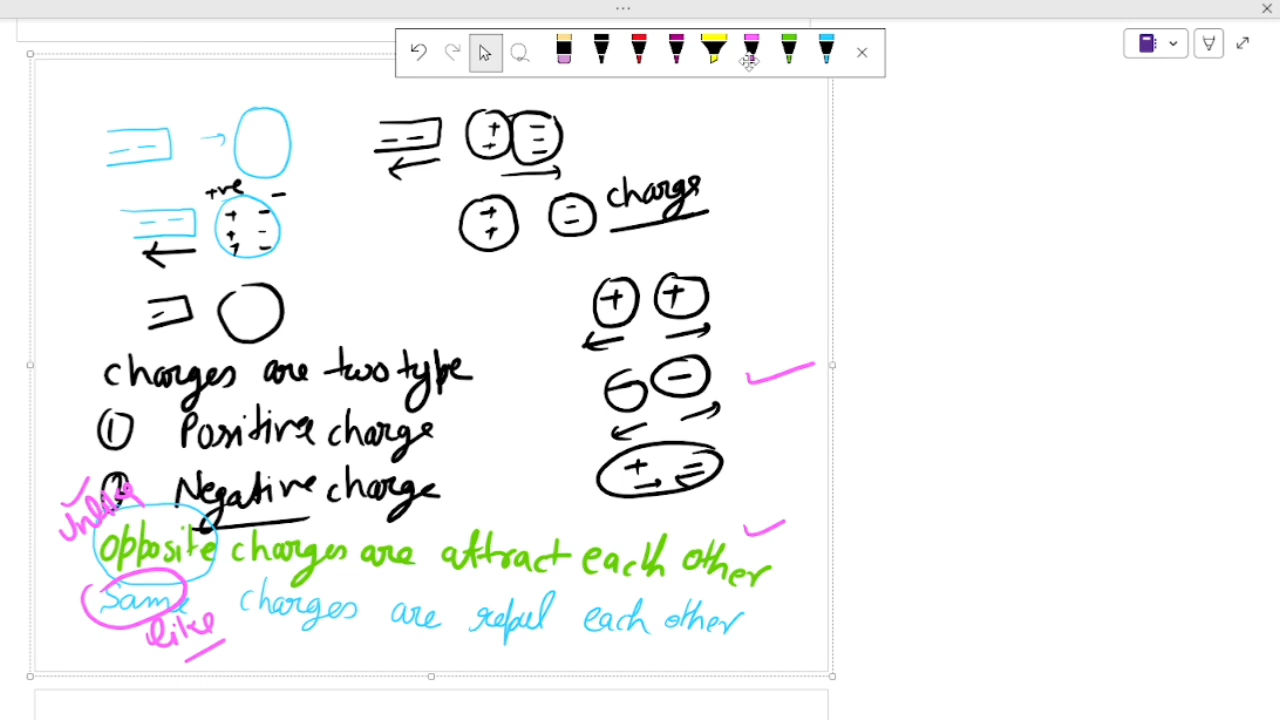 +ve -
charge
charges are two type
① Positive charge
② Negative charge
unlike
opposite charges are attract each other
Same charges are repel each other
like